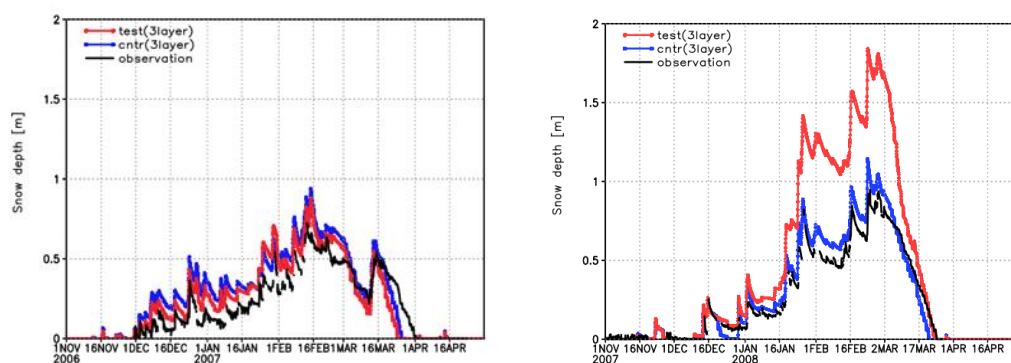 2
test(3layer)
cntr(3layer)
observation
1.5
1
0.5
0
Snow depth [m]
1NOV 16NOV 1DEC 16DEC 1JAN 16JAN 1FEB 16FEB 1MAR 16MAR 1APR 16APR
2006 2007
2
test(3layer)
cntr(3layer)
observation
1.5
1
0.5
0
Snow depth [m]
1NOV 16NOV 1DEC 16DEC 1JAN 16JAN 1FEB 16FEB 2MAR 17MAR 1APR 16APR
2007 2008